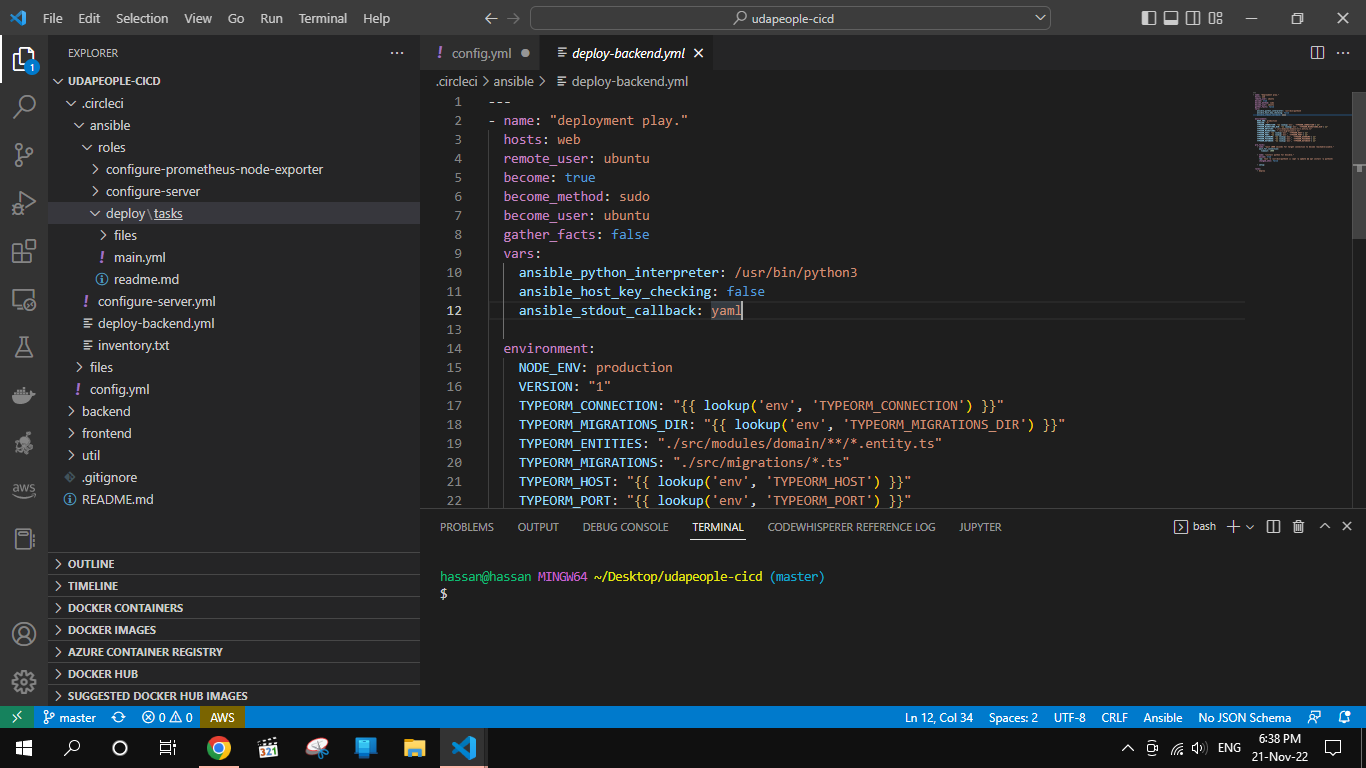 File Edit Selection View Go Run Terminal Help
udapeople-cicd
EXPLORER
UDAPEOPLE-CICD
.circleci
ansible
roles
configure-prometheus-node-exporter
configure-server
deploy\tasks
files
main.yml
readme.md
configure-server.yml
deploy-backend.yml
inventory.txt
files
config.yml
backend
frontend
util
.gitignore
README.md
OUTLINE
TIMELINE
DOCKER CONTAINERS
DOCKER IMAGES
AZURE CONTAINER REGISTRY
DOCKER HUB
SUGGESTED DOCKER HUB IMAGES
1
aws
config.yml
deploy-backend.yml
.circleci > ansible > deploy-backend.yml
1 ---
2 - name: "deployment play."
3 hosts: web
4 remote_user: ubuntu
5 become: true
6 become_method: sudo
7 become_user: ubuntu
8 gather_facts: false
9 vars:
10 ansible_python_interpreter: /usr/bin/python3
11 ansible_host_key_checking: false
12 ansible_stdout_callback: yaml
13
14 environment:
15 NODE_ENV: production
16 VERSION: "1"
17 TYPEORM_CONNECTION: "{{ lookup('env', 'TYPEORM_CONNECTION') }}"
18 TYPEORM_MIGRATIONS_DIR: "{{ lookup('env', 'TYPEORM_MIGRATIONS_DIR') }}"
19 TYPEORM_ENTITIES: "./src/modules/domain/**/*.entity.ts"
20 TYPEORM_MIGRATIONS: "./src/migrations/*.ts"
21 TYPEORM_HOST: "{{ lookup('env', 'TYPEORM_HOST') }}"
22 TYPEORM_PORT: "{{ lookup('env', 'TYPEORM_PORT') }}"
PROBLEMS OUTPUT DEBUG CONSOLE TERMINAL CODEWHISPERER REFERENCE LOG JUPYTER
bash
hassan@hassan MINGW64 ~/Desktop/udapeople-cicd (master)
$
master 0 0 AWS
Ln 12, Col 34 Spaces: 2 UTF-8 CRLF Ansible No JSON Schema
321
ENG
6:38 PM
21-Nov-22